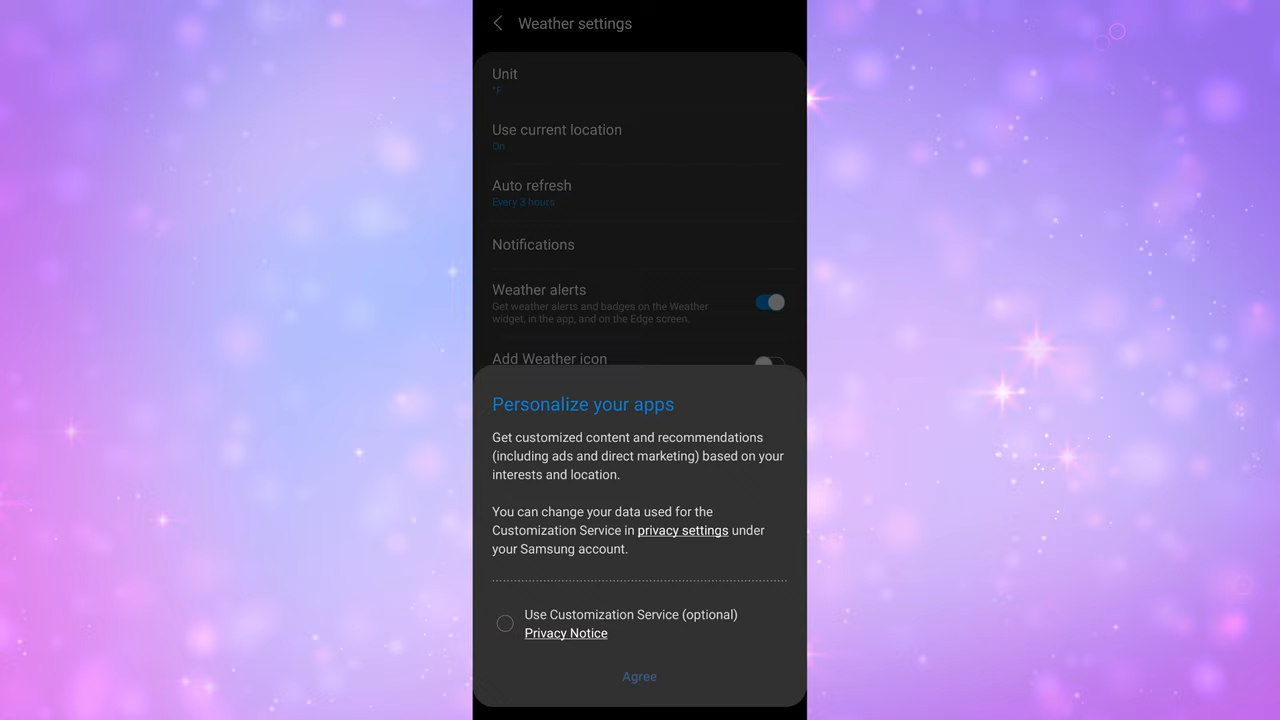 Weather settings
Unit
°F
Use current location
On
Auto refresh
Every 3 hours
Notifications
Weather alerts
Get weather alerts and badges on the Weather
widget, in the app, and on the Edge screen.
Add Weather icon
Personalize your apps
Get customized content and recommendations
(including ads and direct marketing) based on your
interests and location.
You can change your data used for the
Customization Service in privacy settings under
your Samsung account.
Use Customization Service (optional)
Privacy Notice
Agree